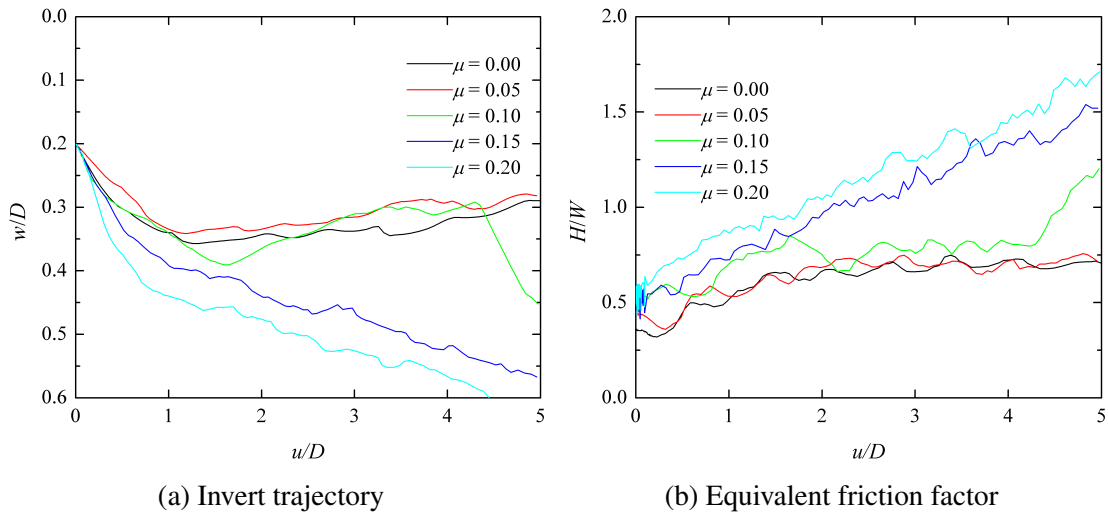 0.0
0.1
0.2
0.3
0.4
0.5
0.6
w/D
μ = 0.00
μ = 0.05
μ = 0.10
μ = 0.15
μ = 0.20
0 1 2 3 4 5
u/D
(a) Invert trajectory
2.0
1.5
1.0
0.5
0.0
H/W
μ = 0.00
μ = 0.05
μ = 0.10
μ = 0.15
μ = 0.20
0 1 2 3 4 5
u/D
(b) Equivalent friction factor